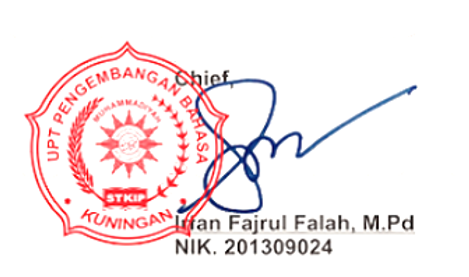 Chief,
UPT PENGEMBANGAN BAHASA
MUHAMMADIYAH
STKIP
KUNINGAN
Irfan Fajrul Falah, M.Pd
NIK. 201309024